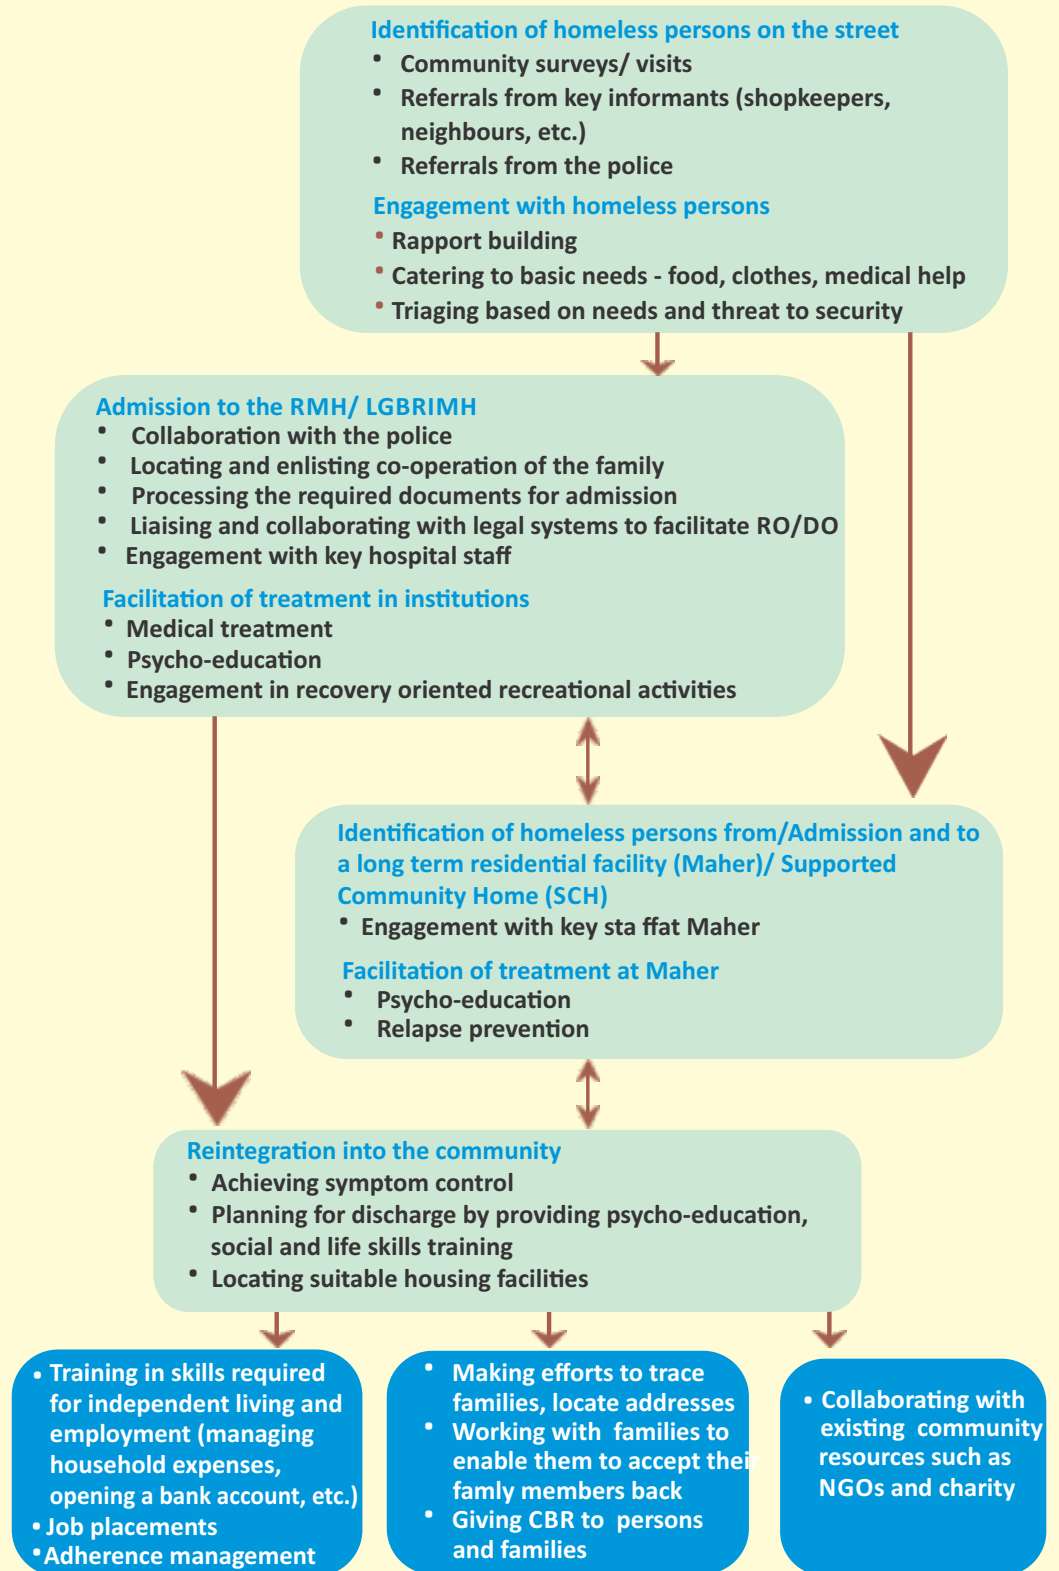 Identification of homeless persons on the street
• Community surveys/ visits
• Referrals from key informants (shopkeepers,
neighbours, etc.)
• Referrals from the police
Engagement with homeless persons
• Rapport building
• Catering to basic needs - food, clothes, medical help
• Triaging based on needs and threat to security
Admission to the RMH/ LGBRIMH
• Collaboration with the police
• Locating and enlisting co-operation of the family
• Processing the required documents for admission
• Liaising and collaborating with legal systems to facilitate RO/DO
• Engagement with key hospital staff
Facilitation of treatment in institutions
• Medical treatment
• Psycho-education
• Engagement in recovery oriented recreational activities
Identification of homeless persons from/Admission and to
a long term residential facility (Maher)/ Supported
Community Home (SCH)
• Engagement with key sta ffat Maher
Facilitation of treatment at Maher
• Psycho-education
• Relapse prevention
Reintegration into the community
• Achieving symptom control
• Planning for discharge by providing psycho-education,
social and life skills training
• Locating suitable housing facilities
• Training in skills required
for independent living and
employment (managing
household expenses,
opening a bank account, etc.)
• Job placements
• Adherence management
• Making efforts to trace
families, locate addresses
• Working with families to
enable them to accept their
famly members back
• Giving CBR to persons
and families
• Collaborating with
existing community
resources such as
NGOs and charity